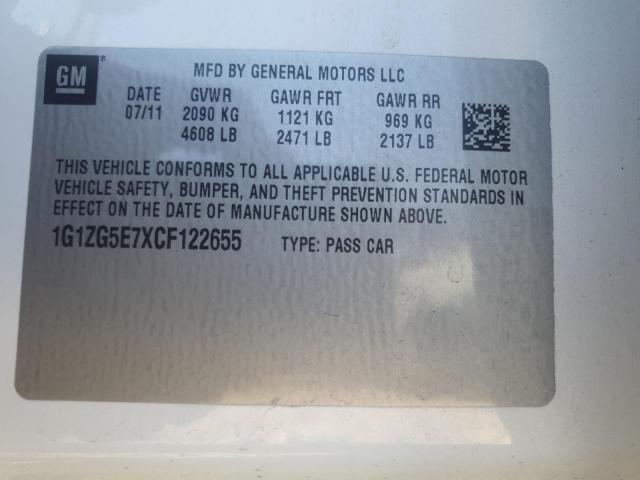 GM
®
MFD BY GENERAL MOTORS LLC
DATE GVWR GAWR FRT GAWR RR
07/11 2090 KG 1121 KG 969 KG
4608 LB 2471 LB 2137 LB
THIS VEHICLE CONFORMS TO ALL APPLICABLE U.S. FEDERAL MOTOR
VEHICLE SAFETY, BUMPER, AND THEFT PREVENTION STANDARDS IN
EFFECT ON THE DATE OF MANUFACTURE SHOWN ABOVE.
1G1ZG5E7XCF122655 TYPE: PASS CAR